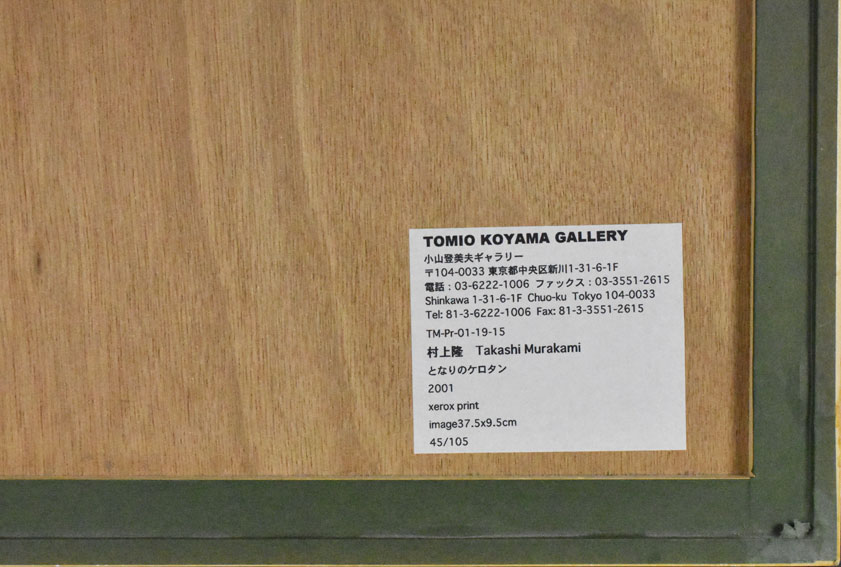 TOMIO KOYAMA GALLERY
小山登美夫ギャラリー
〒104-0033 東京都中央区新川1-31-6-1F
電話：03-6222-1006 ファックス：03-3551-2615
Shinkawa 1-31-6-1F Chuo-ku Tokyo 104-0033
Tel: 81-3-6222-1006 Fax: 81-3-3551-2615
TM-Pr-01-19-15
村上隆 Takashi Murakami
となりのケロタン
2001
xerox print
image37.5x9.5cm
45/105